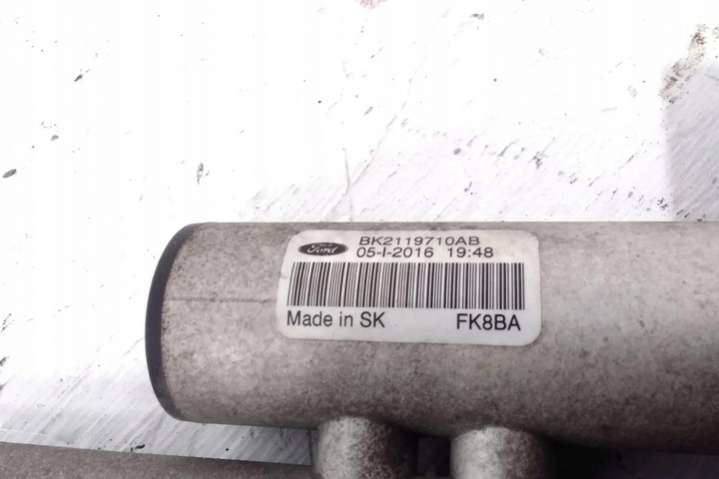 BK2119710AB
Ford 05-I-2016 19:48
Made in SK FK8BA